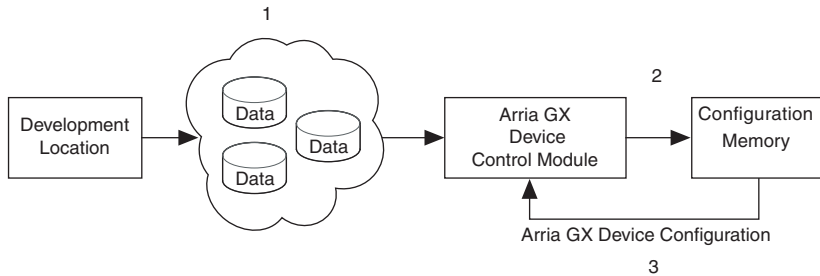 1
Development
Location
Data
Data
Data
Arria GX
Device
Control Module
2
Configuration
Memory
Arria GX Device Configuration
3